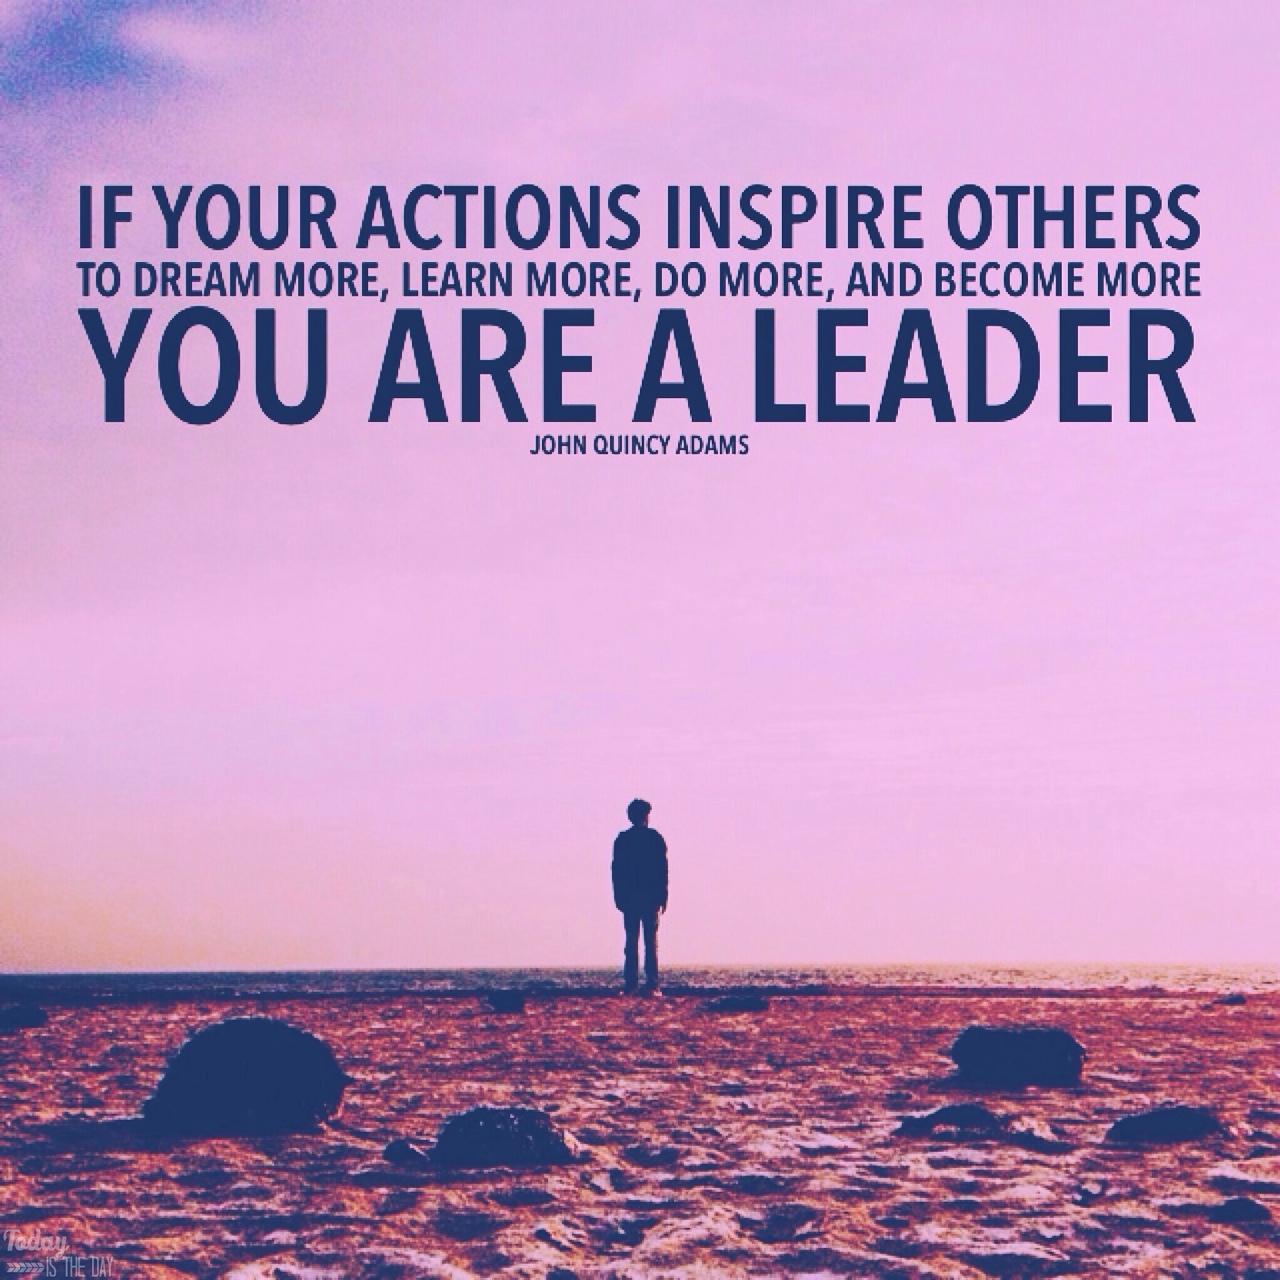 IF YOUR ACTIONS INSPIRE OTHERS
TO DREAM MORE, LEARN MORE, DO MORE, AND BECOME MORE
YOU ARE A LEADER
JOHN QUINCY ADAMS
Today
IS THE DAY